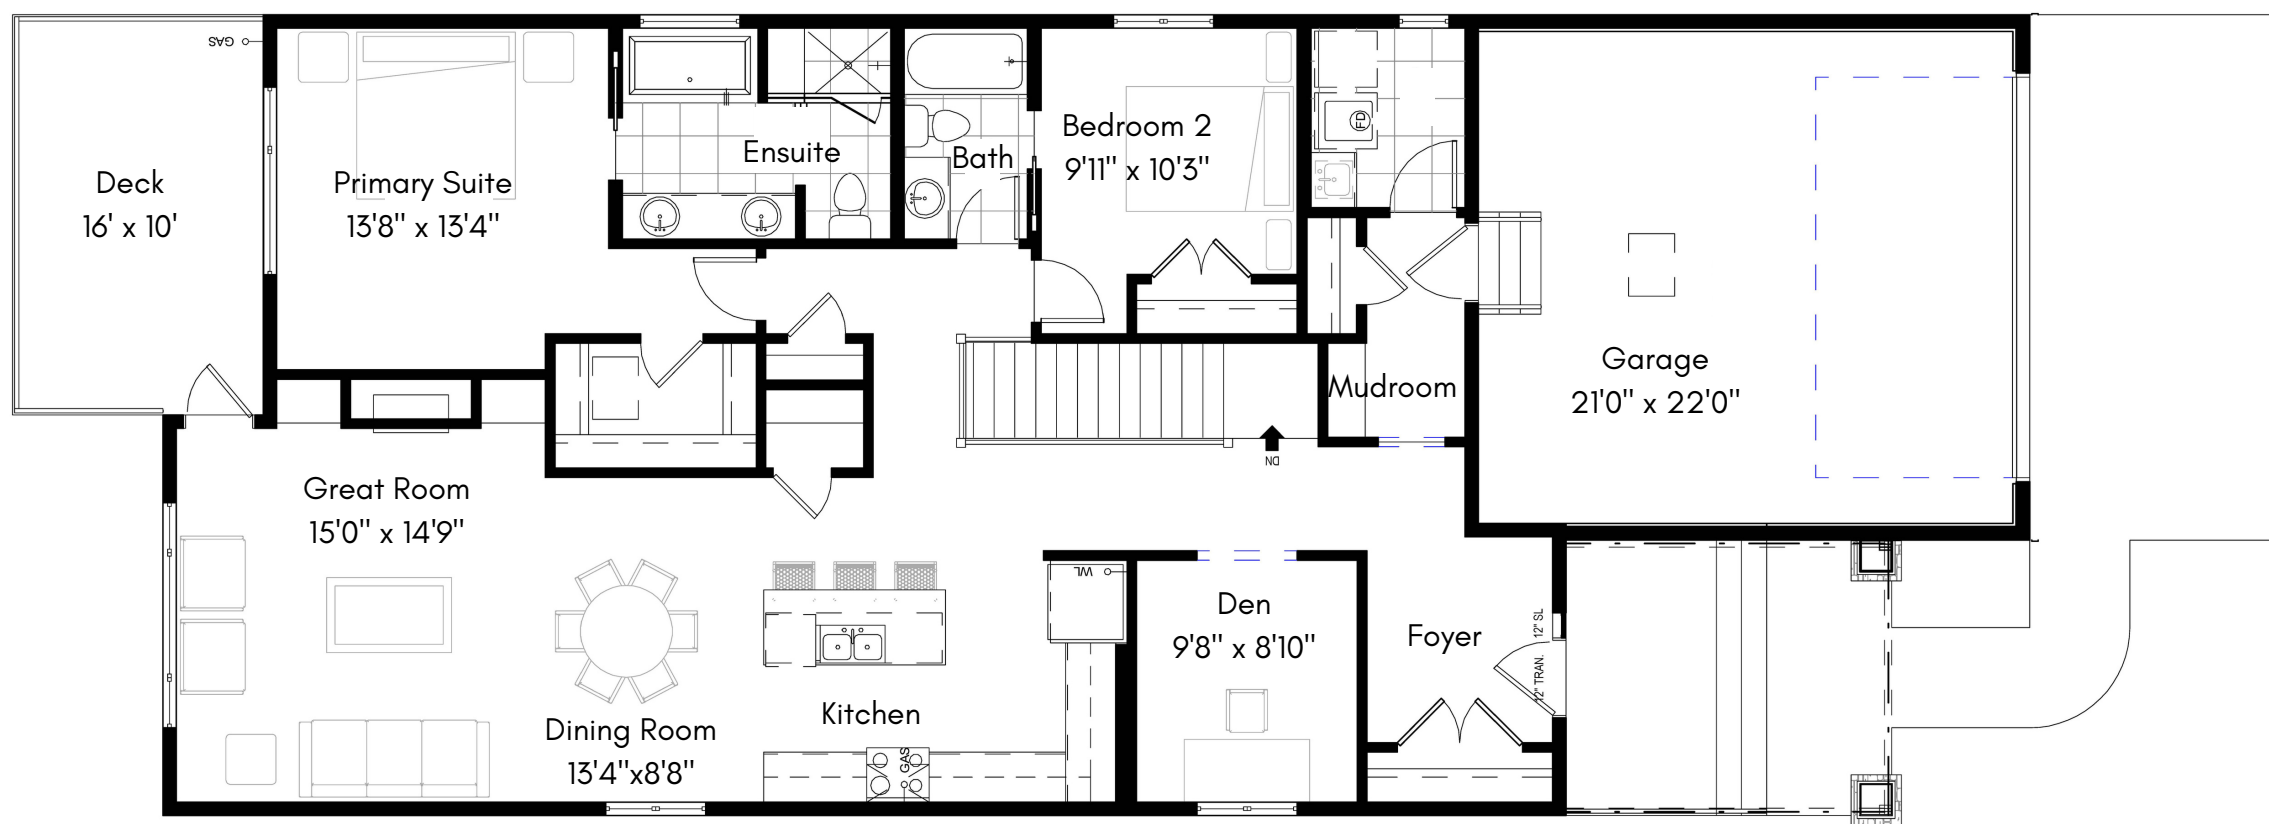 GAS
Deck
16' x 10'
Primary Suite
13'8" x 13'4"
Ensuite
Bath
Bedroom 2
9'11" x 10'3"
FD
Mudroom
Garage
21'0" x 22'0"
DN
Great Room
15'0" x 14'9"
Dining Room
13'4"x8'8"
Kitchen
GAS
WL
Den
9'8" x 8'10"
Foyer
12" SL
12" TRAN.